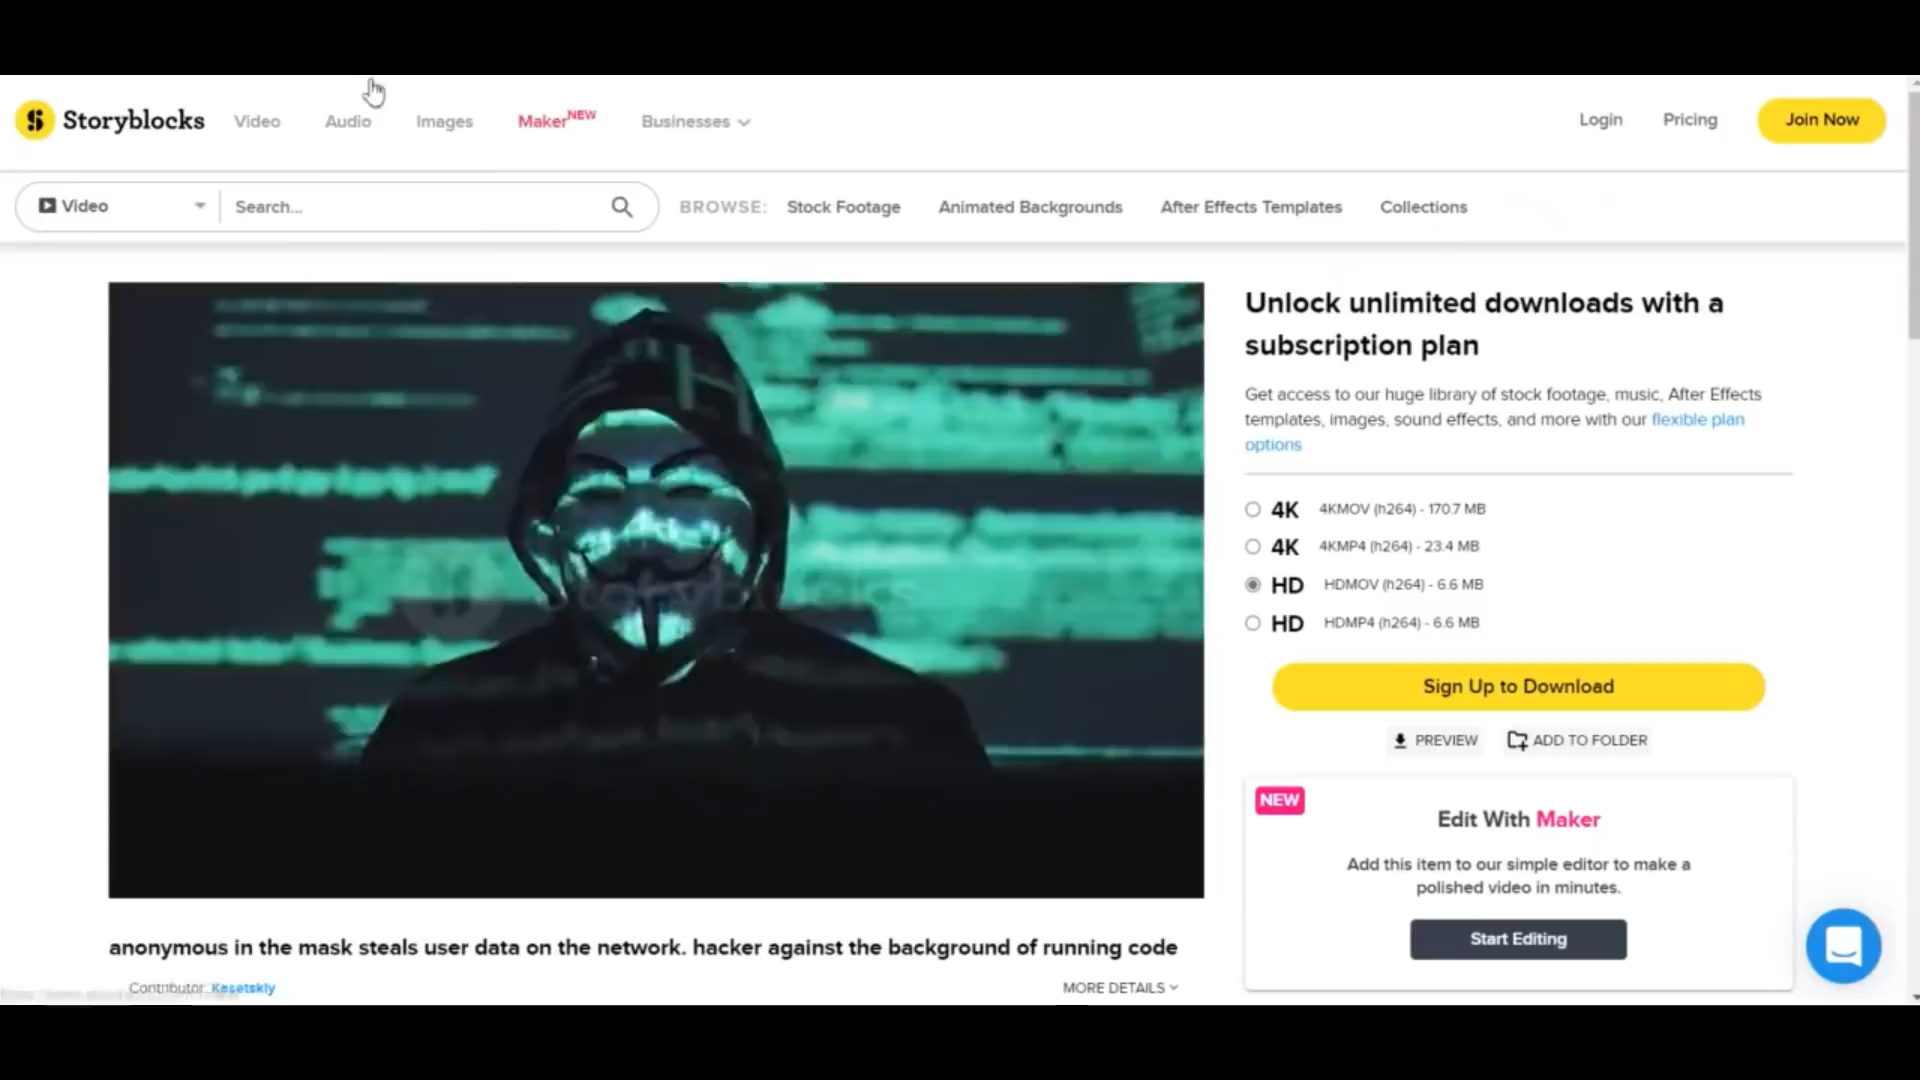 Storyblocks
Video
Audio
Images
Maker NEW
Businesses
Login
Pricing
Join Now
Video
Search...
BROWSE:
Stock Footage
Animated Backgrounds
After Effects Templates
Collections
Storyblocks
Unlock unlimited downloads with a
subscription plan
Get access to our huge library of stock footage, music, After Effects
templates, images, sound effects, and more with our flexible plan
options
4K 4KMOV (h264) - 170.7 MB
4K 4KMP4 (h264) - 23.4 MB
HD HDMOV (h264) - 6.6 MB
HD HDMP4 (h264) - 6.6 MB
Sign Up to Download
PREVIEW
ADD TO FOLDER
NEW
Edit With Maker
Add this item to our simple editor to make a
polished video in minutes.
Start Editing
anonymous in the mask steals user data on the network. hacker against the background of running code
Contributor: Kesetskiy
MORE DETAILS